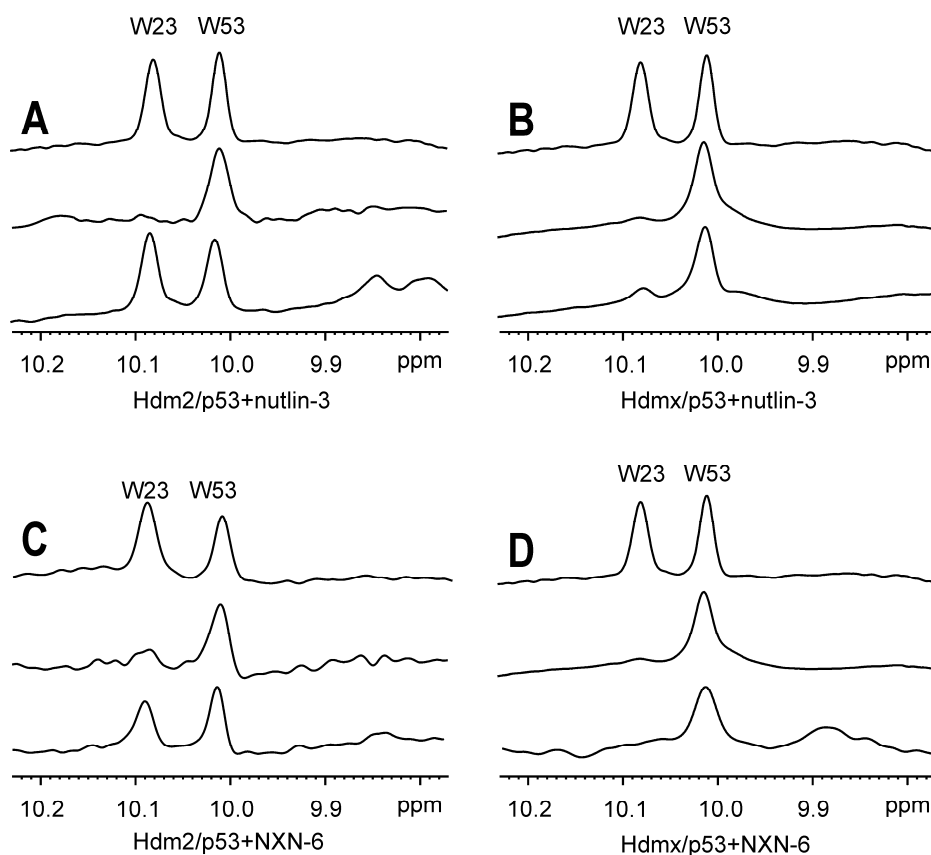 W23 W53
A
10.2 10.1 10.0 9.9 ppm
Hdm2/p53+nutlin-3
W23 W53
B
10.2 10.1 10.0 9.9 ppm
Hdmx/p53+nutlin-3
W23 W53
C
10.2 10.1 10.0 9.9 ppm
Hdm2/p53+NXN-6
W23 W53
D
10.2 10.1 10.0 9.9 ppm
Hdmx/p53+NXN-6